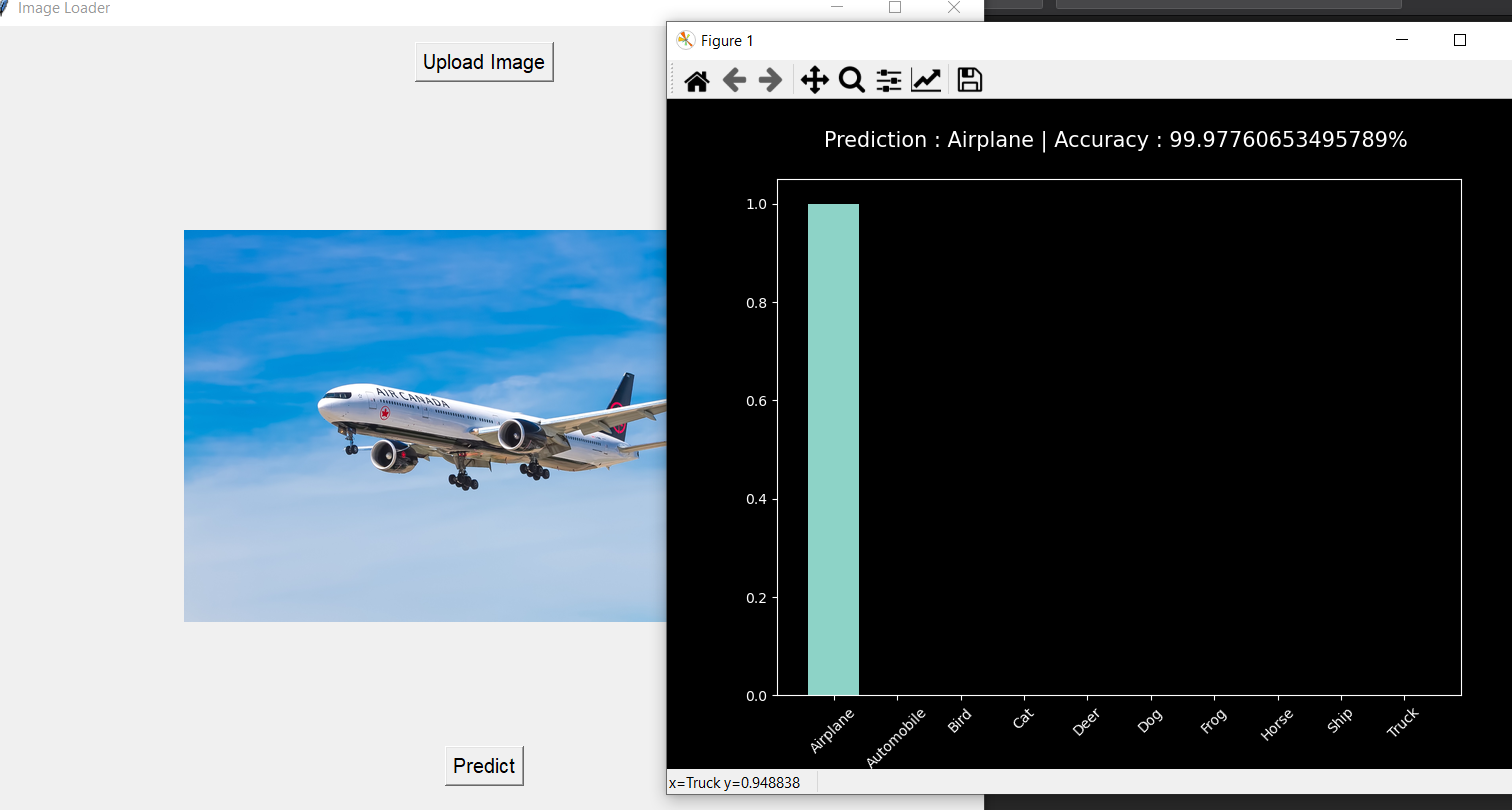 Image Loader
Upload Image
AIR CANADA
Predict
Figure 1
Prediction : Airplane | Accuracy : 99.97760653495789%
1.0
0.8
0.6
0.4
0.2
0.0
Airplane
Automobile
Bird
Cat
Deer
Dog
Frog
Horse
Ship
Truck
x=Truck y=0.948838